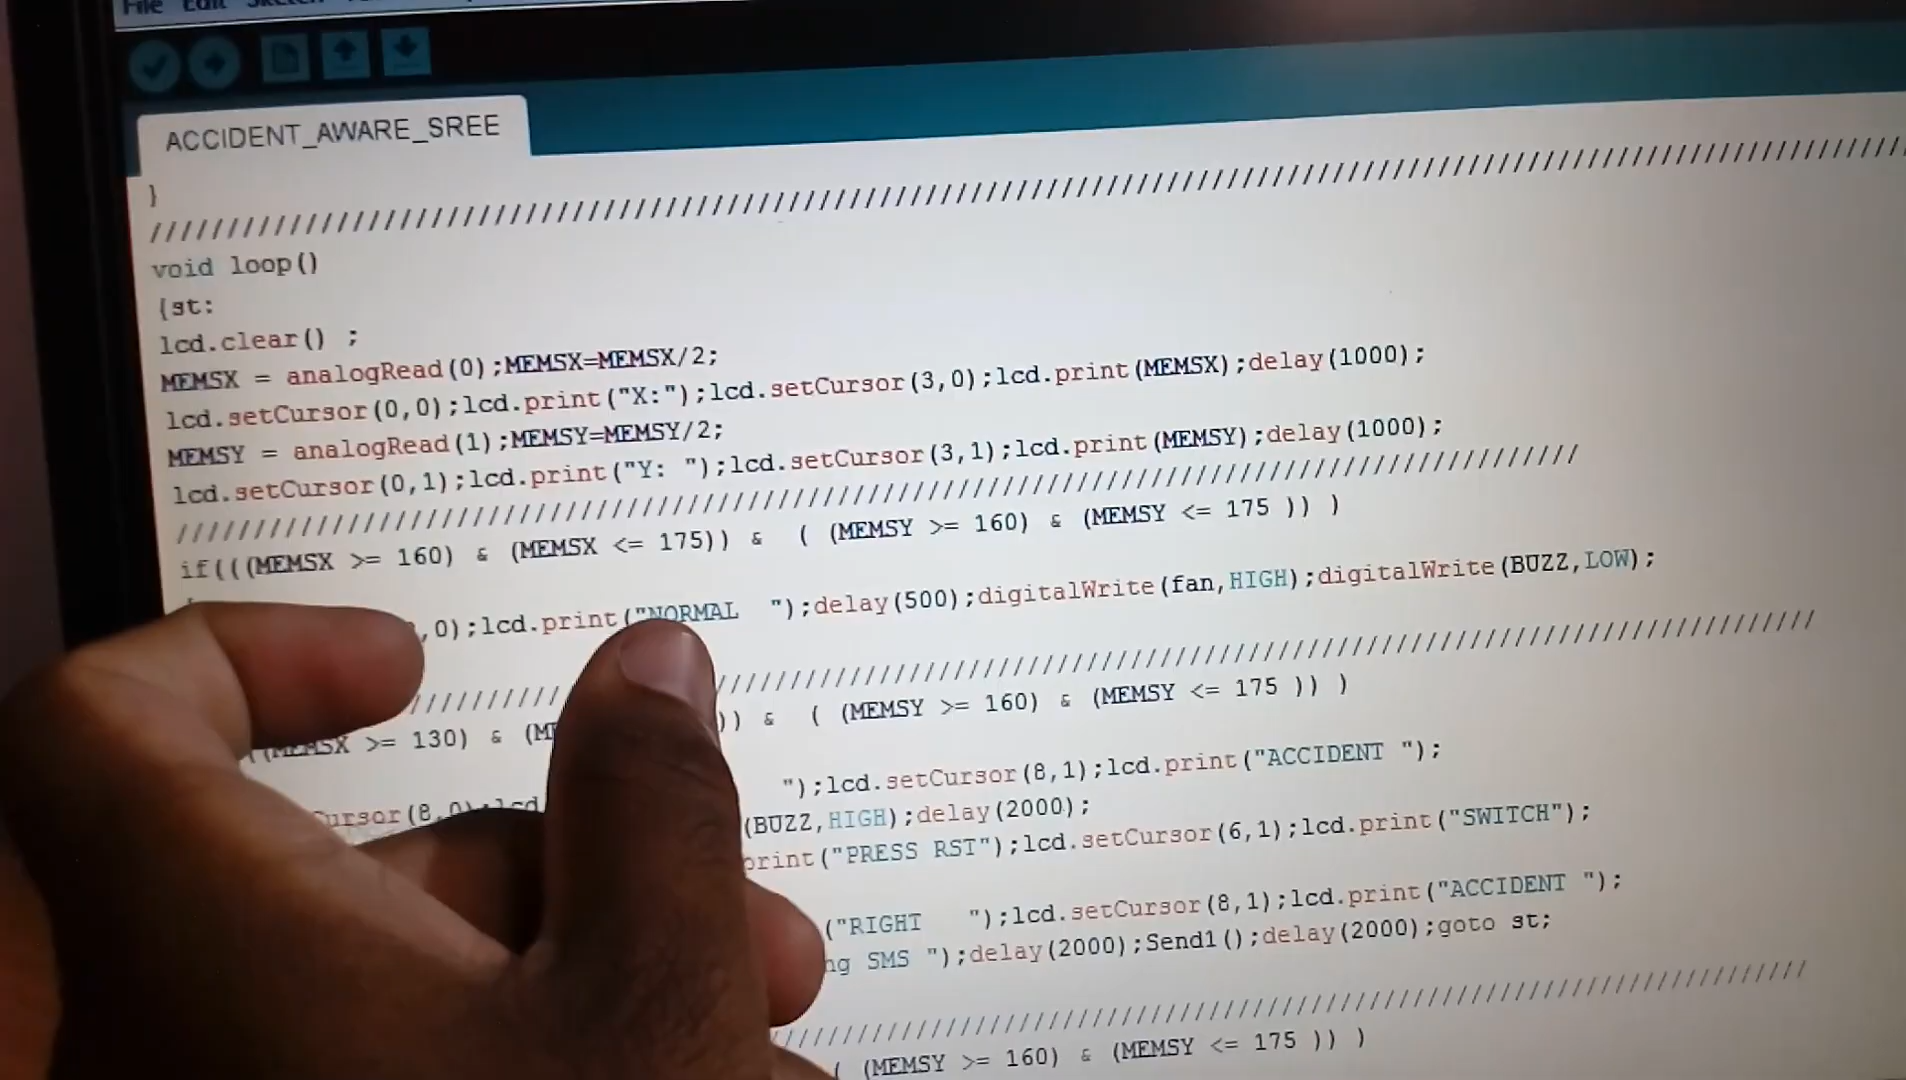 File Edit
ACCIDENT_AWARE_SREE
}
////////////////////////////////////////////////////////////////////////////////////////////////////////////////
void loop()
{st:
lcd.clear() ;
MEMSX = analogRead(0);MEMSX=MEMSX/2;
lcd.setCursor(0,0);lcd.print("X:");lcd.setCursor(3,0);lcd.print(MEMSX);delay(1000);
MEMSY = analogRead(1);MEMSY=MEMSY/2;
lcd.setCursor(0,1);lcd.print("Y: ");lcd.setCursor(3,1);lcd.print(MEMSY);delay(1000);
//////////////////////////////////////////////////////////////////////////////////////////
if(((MEMSX >= 160) & (MEMSX <= 175)) & ( (MEMSY >= 160) & (MEMSY <= 175 )) )
,0);lcd.print("NORMAL  ");delay(500);digitalWrite(fan,HIGH);digitalWrite(BUZZ,LOW);
//////////////////////////////////////////////////////////////////////////////////
((MEMSX >= 130) & )) & ( (MEMSY >= 160) & (MEMSY <= 175 )) )
Cursor(8,0);lcd ");lcd.setCursor(8,1);lcd.print("ACCIDENT ");
(BUZZ,HIGH);delay(2000);
print("PRESS RST");lcd.setCursor(6,1);lcd.print("SWITCH");
("RIGHT   ");lcd.setCursor(8,1);lcd.print("ACCIDENT ");
ng SMS ");delay(2000);Send1();delay(2000);goto st;
///////////////////////////////////////////////////////////////////
( (MEMSY >= 160) & (MEMSY <= 175 )) )